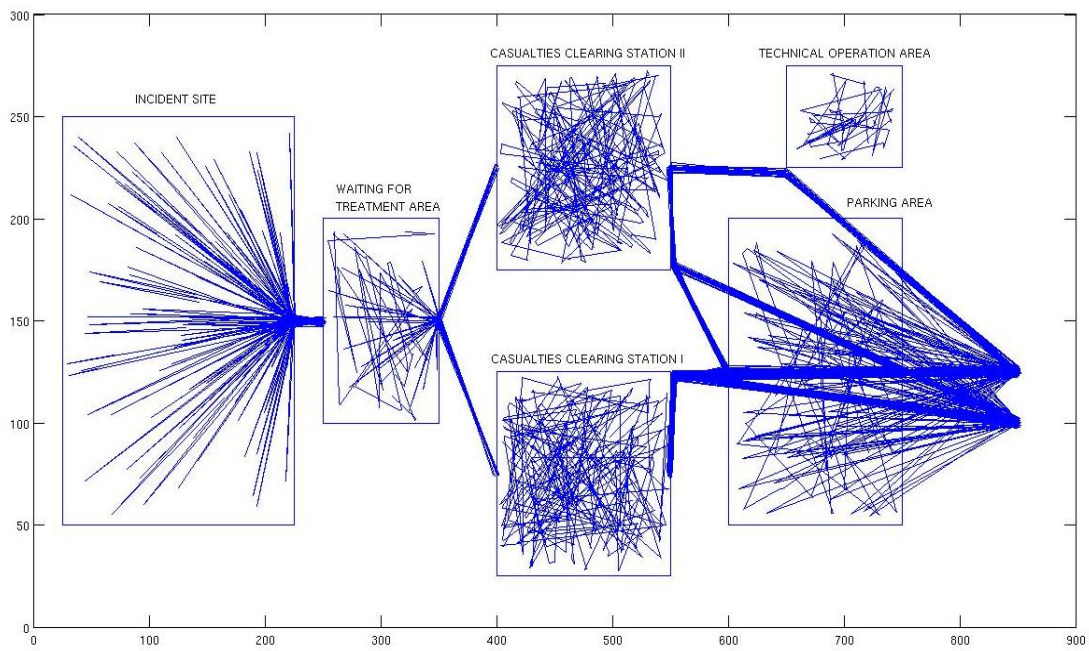 300
250
200
150
100
50
0
CASUALTIES CLEARING STATION II
TECHNICAL OPERATION AREA
INCIDENT SITE
WAITING FOR
TREATMENT AREA
PARKING AREA
CASUALTIES CLEARING STATION I
0 100 200 300 400 500 600 700 800 900